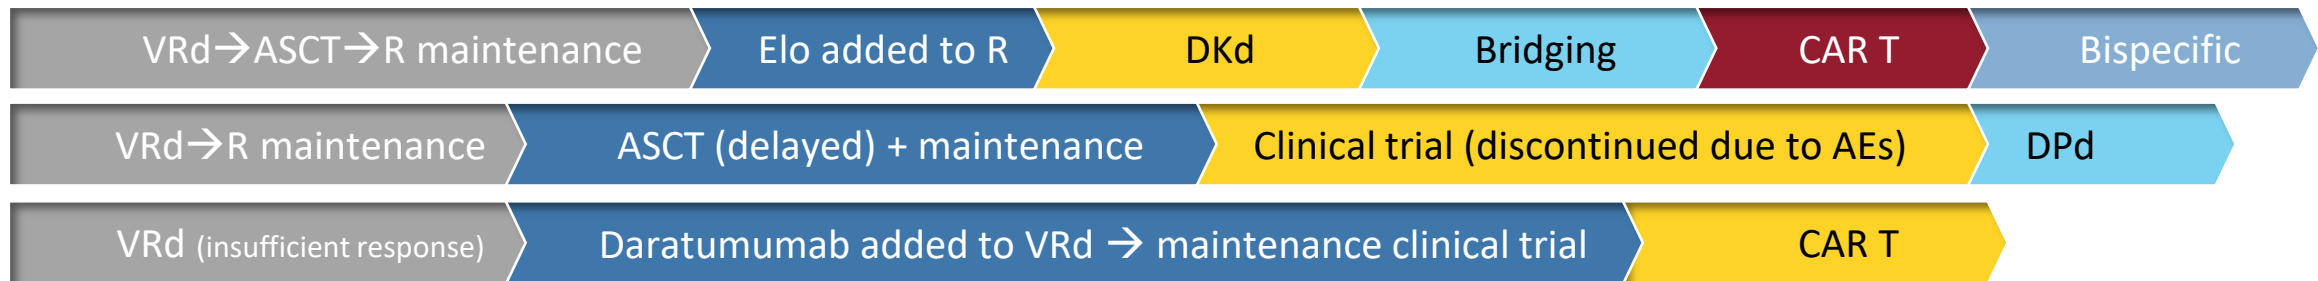 VRd→ASCT→R maintenance Elo added to R DKd Bridging CAR T Bispecific
VRd→R maintenance ASCT (delayed) + maintenance Clinical trial (discontinued due to AEs) DPd
VRd (insufficient response) Daratumumab added to VRd → maintenance clinical trial CAR T